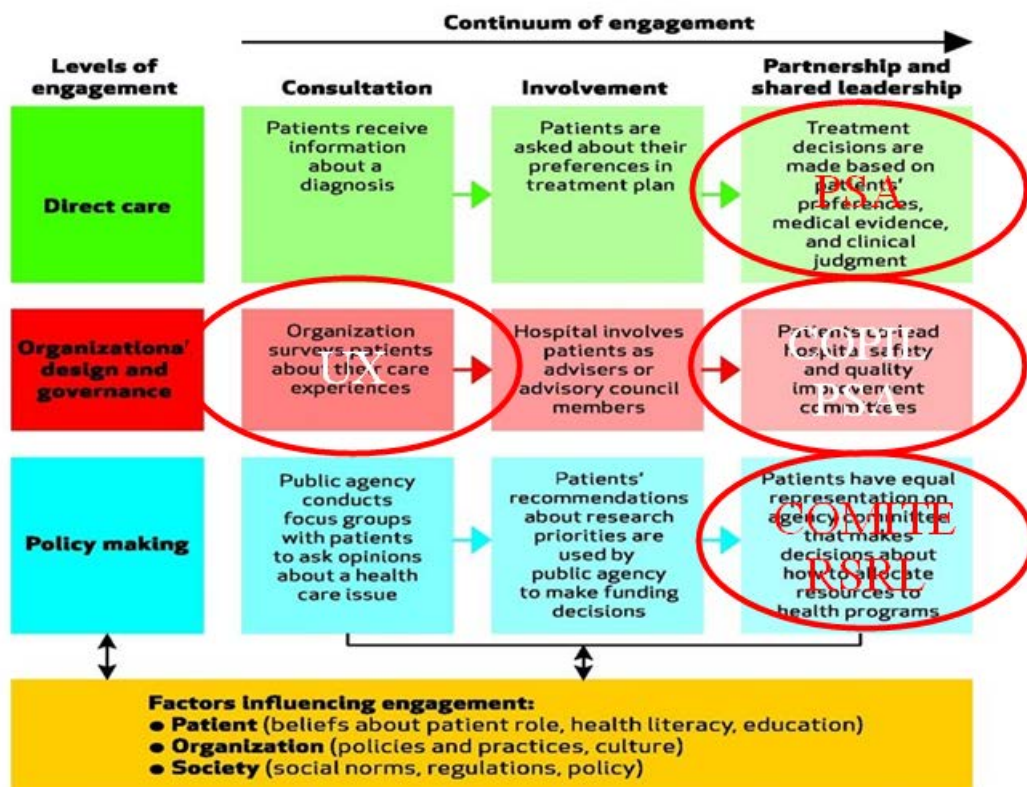 Continuum of engagement
Levels of
engagement
Consultation
Involvement
Partnership and
shared leadership
Direct care
Patients receive
information
about a
diagnosis
Patients are
asked about their
preferences in
treatment plan
Treatment
decisions are
made based on
patients'
preferences,
medical evidence,
and clinical
judgment
PSA
Organizational
design and
governance
Organization
surveys patients
about their care
experiences
UX
Hospital involves
patients as
advisers or
advisory council
members
Patients co-lead
hospital safety
and quality
improvement
committees
COPIL
PSA
Policy making
Public agency
conducts
focus groups
with patients
to ask opinions
about a health
care issue
Patients'
recommendations
about research
priorities are
used by
public agency
to make funding
decisions
Patients have equal
representation on
agency committee
that makes
decisions about
how to allocate
resources to
health programs
COMITE
RSRL
Factors influencing engagement:
● Patient (beliefs about patient role, health literacy, education)
● Organization (policies and practices, culture)
● Society (social norms, regulations, policy)